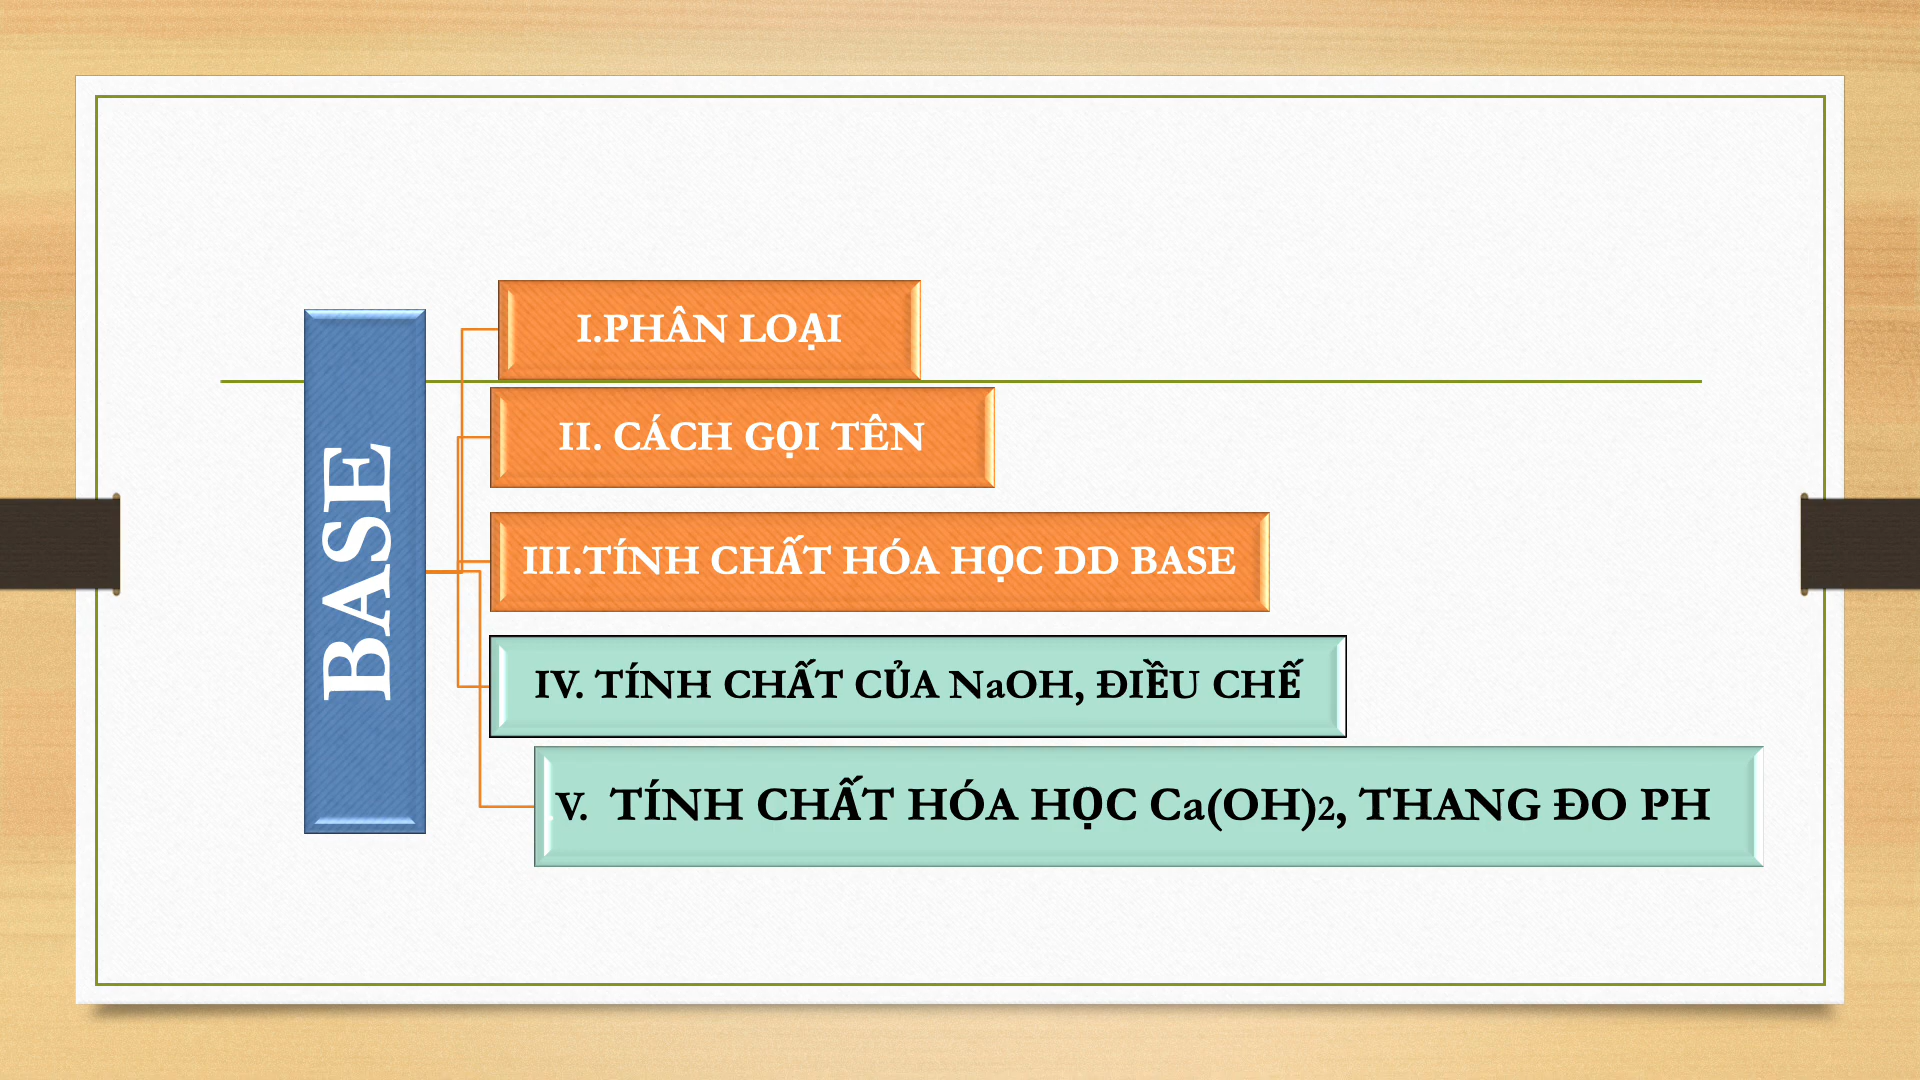 BASE
I.PHÂN LOẠI
II. CÁCH GỌI TÊN
III.TÍNH CHẤT HÓA HỌC DD BASE
IV. TÍNH CHẤT CỦA NaOH, ĐIỀU CHẾ
V. TÍNH CHẤT HÓA HỌC Ca(OH)2, THANG ĐO PH